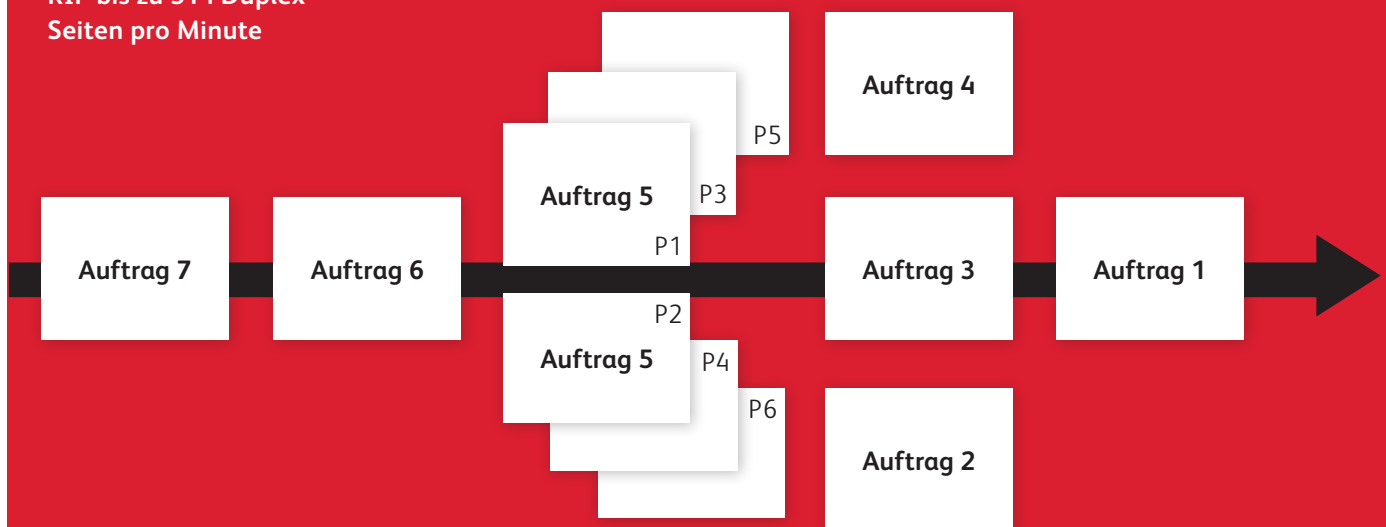 Seiten pro Minute
Auftrag 7
Auftrag 6
Auftrag 5
P1
P3
P5
Auftrag 5
P2
P4
P6
Auftrag 4
Auftrag 3
Auftrag 2
Auftrag 1